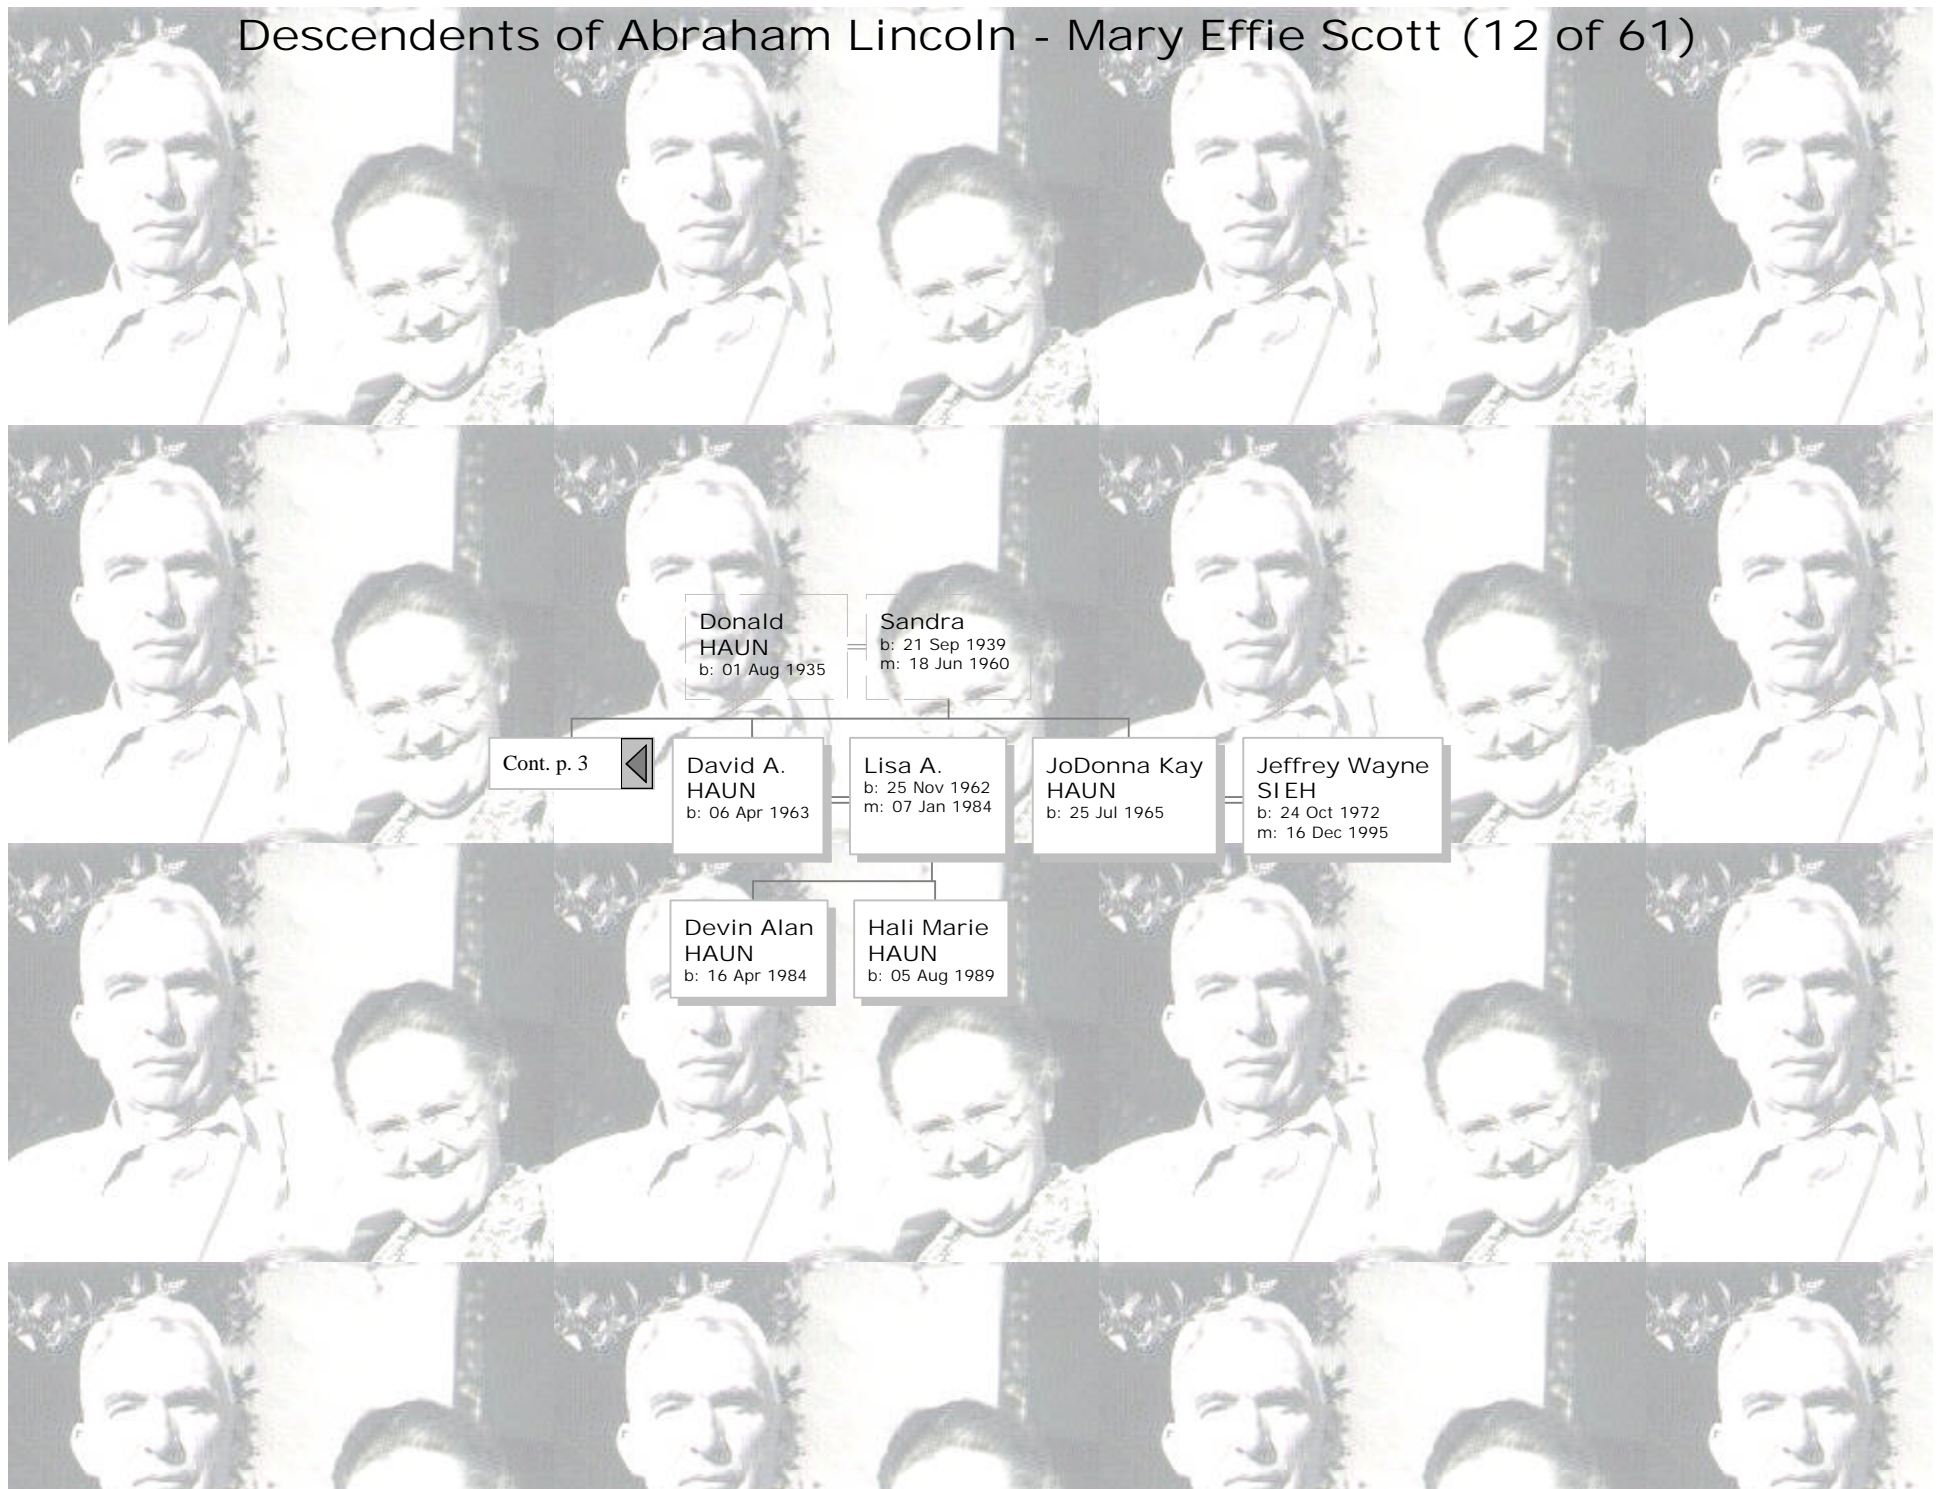 Descendents of Abraham Lincoln - Mary Effie Scott (12 of 61)
Donald
HAUN
b: 01 Aug 1935
Sandra
b: 21 Sep 1939
m: 18 Jun 1960
Cont. p. 3
David A.
HAUN
b: 06 Apr 1963
Lisa A.
b: 25 Nov 1962
m: 07 Jan 1984
JoDonna Kay
HAUN
b: 25 Jul 1965
Jeffrey Wayne
SIEH
b: 24 Oct 1972
m: 16 Dec 1995
Devin Alan
HAUN
b: 16 Apr 1984
Hali Marie
HAUN
b: 05 Aug 1989